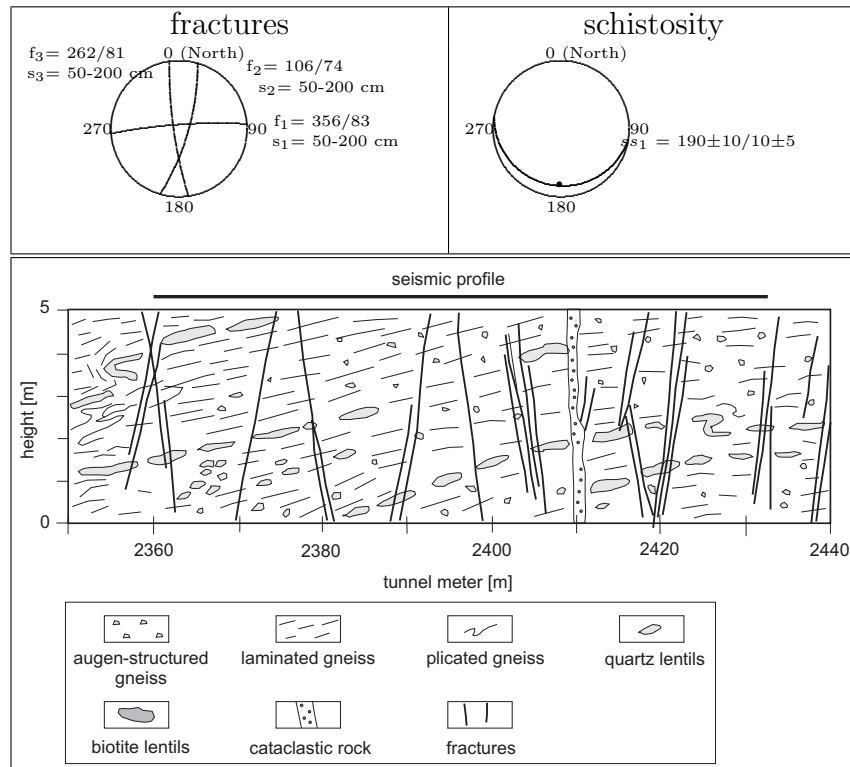 fractures
f3= 262/81
s3= 50-200 cm
0 (North)
f2= 106/74
s2= 50-200 cm
270
90
f1= 356/83
s1= 50-200 cm
180
schistosity
0 (North)
270
90
ss1 = 190±10/10±5
180
seismic profile
5
height [m]
0
2360
2380
2400
2420
2440
tunnel meter [m]
augen-structured
gneiss
laminated gneiss
plicated gneiss
quartz lentils
biotite lentils
cataclastic rock
fractures